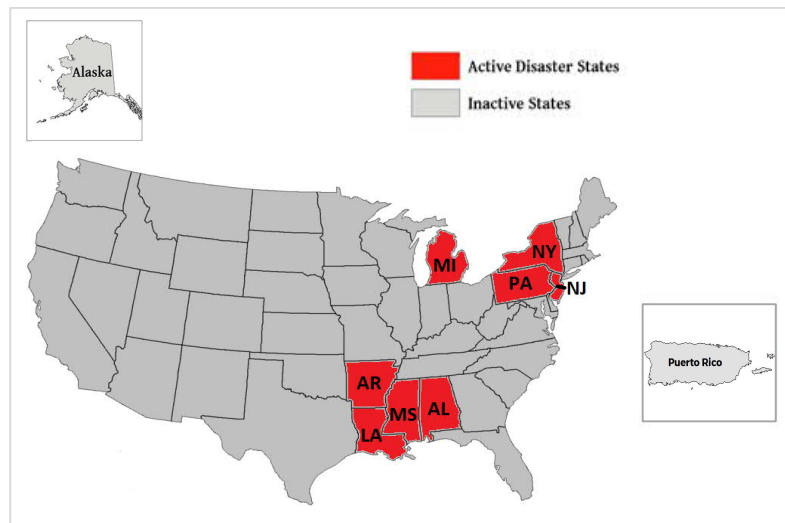 Alaska
Active Disaster States
Inactive States
NY
MI
PA
NJ
Puerto Rico
AR
MS
AL
LA